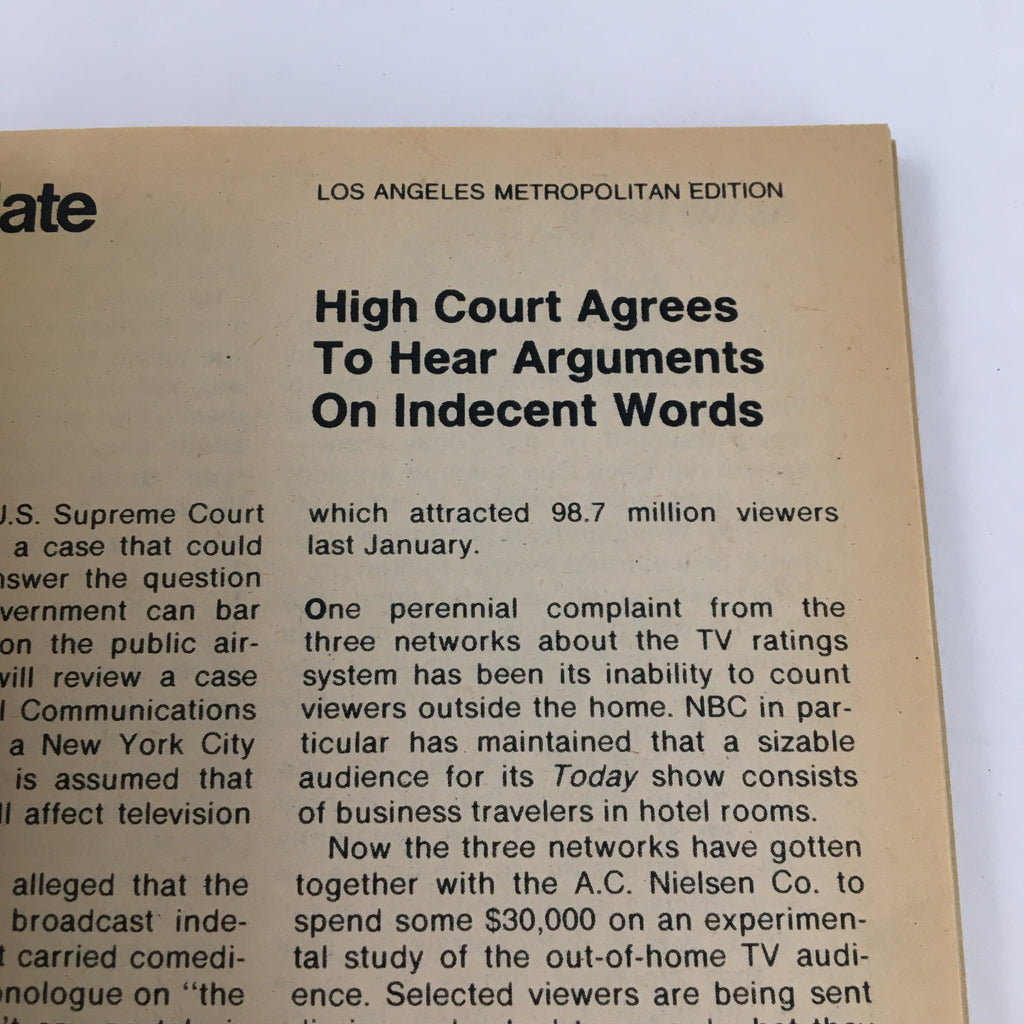 LOS ANGELES METROPOLITAN EDITION
High Court Agrees
To Hear Arguments
On Indecent Words
U.S. Supreme Court
a case that could
the question
can bar
on the public air-
will review a case
Communications
a New York City
is assumed that
affect television
alleged that the
broadcast inde-
carried comedi-
on "the
which attracted 98.7 million viewers
last January.
One perennial complaint from the
three networks about the TV ratings
system has been its inability to count
viewers outside the home. NBC in par-
ticular has maintained that a sizable
audience for its Today show consists
of business travelers in hotel rooms.
Now the three networks have gotten
together with the A.C. Nielsen Co. to
spend some $30,000 on an experimen-
tal study of the out-of-home TV audi-
ence. Selected viewers are being sent